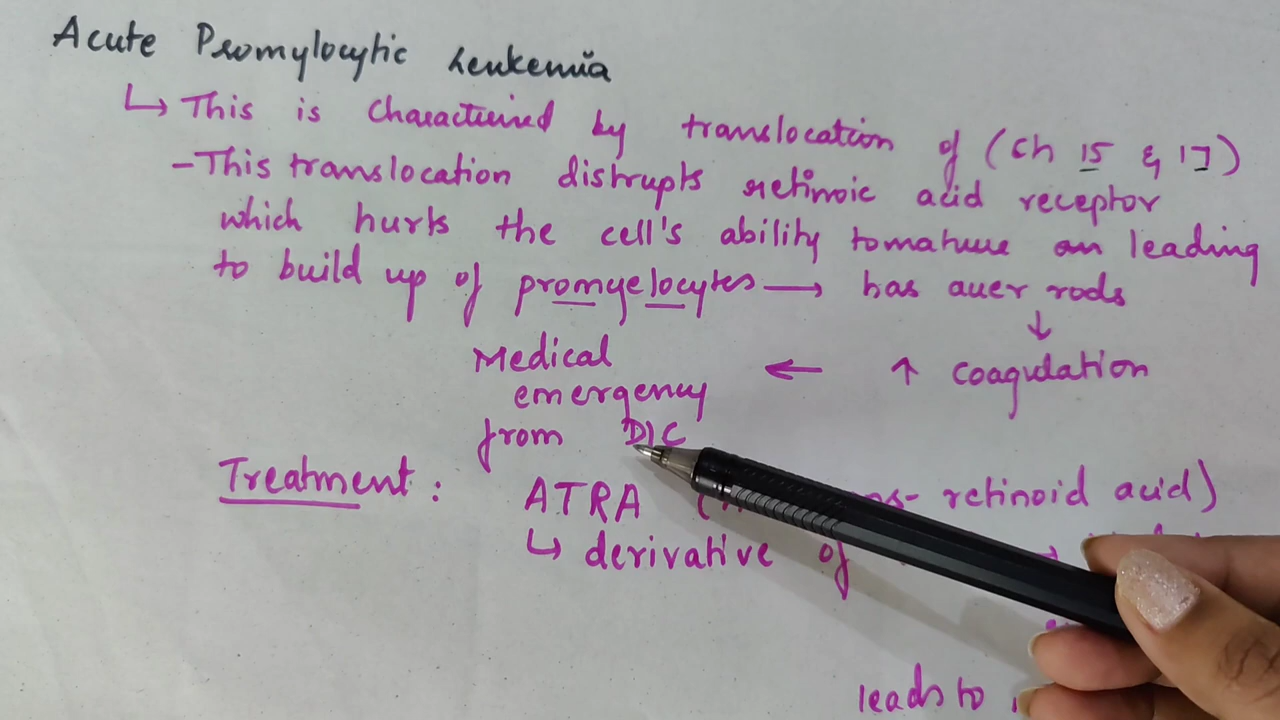 Acute Promylocytic Leukemia
↳ This is Characterised by translocation of (Ch 15 & 17)
- This translocation distrupts retinoic acid receptor
which hurts the cell's ability to mature an leading
to build up of promyelocytes → has auer rods
↓
Medical ← ↑ coagulation
emergency
from DIC
Treatment : ATRA ( - retinoid acid)
↳ derivative of
leads to